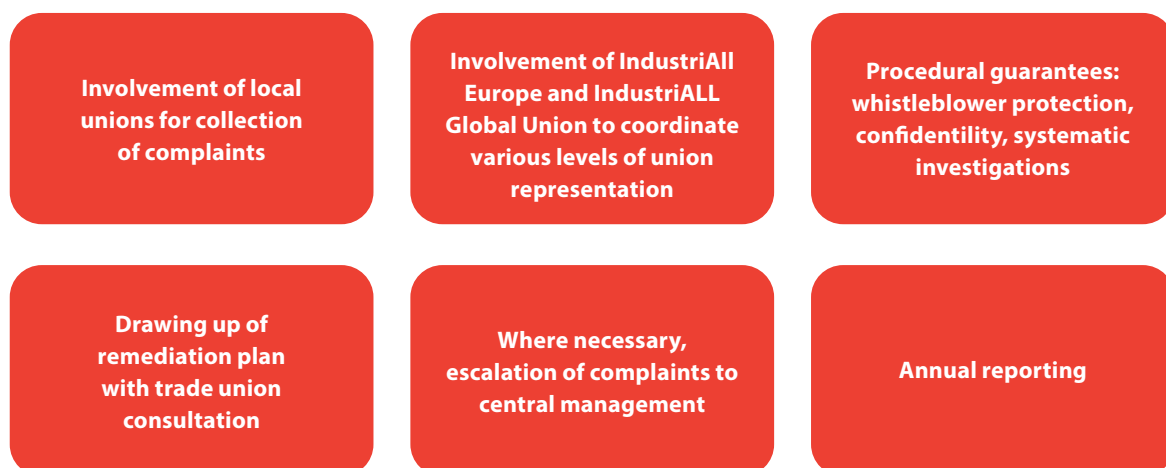 Involvement of local
unions for collection
of complaints
Involvement of IndustriAll
Europe and IndustriALL
Global Union to coordinate
various levels of union
representation
Procedural guarantees:
whistleblower protection,
confidentility, systematic
investigations
Drawing up of
remediation plan
with trade union
consultation
Where necessary,
escalation of complaints to
central management
Annual reporting